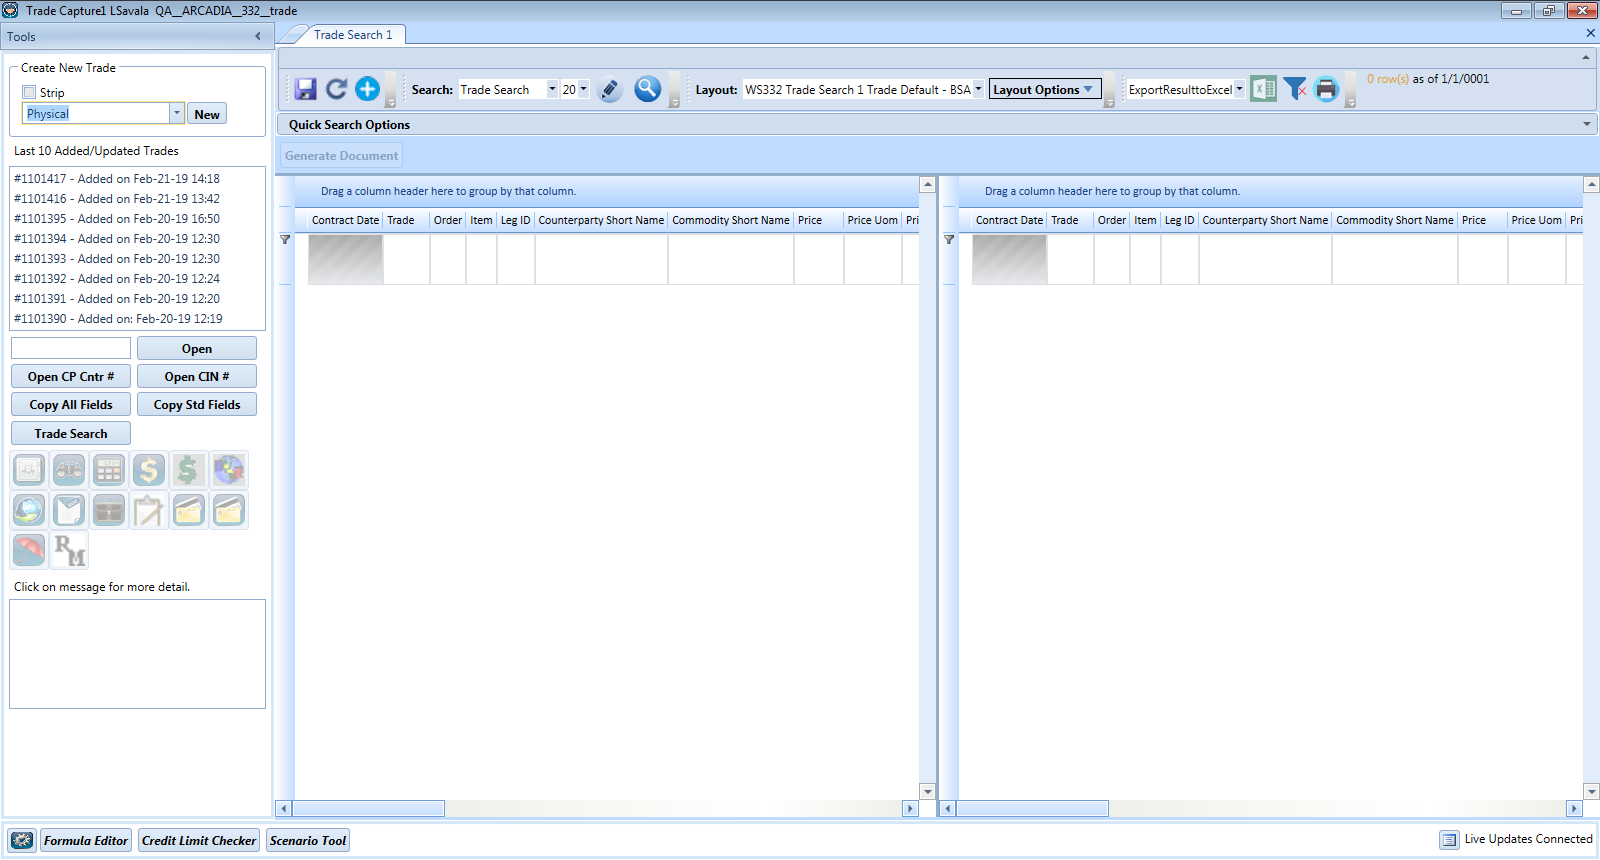 Trade Capture1 LSavala QA__ARCADIA__332__trade
Tools
Trade Search 1
Create New Trade
Strip
Physical
New
Last 10 Added/Updated Trades
#1101417 - Added on Feb-21-19 14:18
#1101416 - Added on Feb-21-19 13:42
#1101395 - Added on Feb-20-19 16:50
#1101394 - Added on Feb-20-19 12:30
#1101393 - Added on Feb-20-19 12:30
#1101392 - Added on Feb-20-19 12:24
#1101391 - Added on Feb-20-19 12:20
#1101390 - Added on: Feb-20-19 12:19
Open
Open CP Cntr # Open CIN #
Copy All Fields Copy Std Fields
Trade Search
RM
Click on message for more detail.
Search: Trade Search 20 Layout: WS332 Trade Search 1 Trade Default - BSA Layout Options ExportResulttoExcel 0 row(s) as of 1/1/0001
Quick Search Options
Generate Document
Drag a column header here to group by that column.
Contract Date Trade Order Item Leg ID Counterparty Short Name Commodity Short Name Price Price Uom Pri
Drag a column header here to group by that column.
Contract Date Trade Order Item Leg ID Counterparty Short Name Commodity Short Name Price Price Uom Pri
Formula Editor Credit Limit Checker Scenario Tool
Live Updates Connected